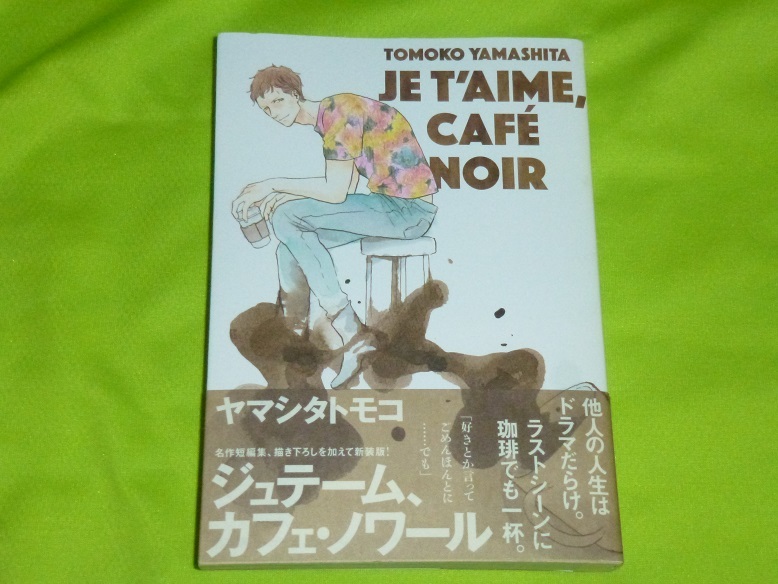 TOMOKO YAMASHITA
JE T'AIME,
CAFÉ
NOIR
他人の人生は
ドラマだらけ。
ラストシーンに
珈琲でも一杯。
「好きとか言って
ごめんほんとに
……でも」
ヤマシタトモコ
名作短編集、描き下ろしを加えて新装版!
ジュテーム、
カフェ・ノワール